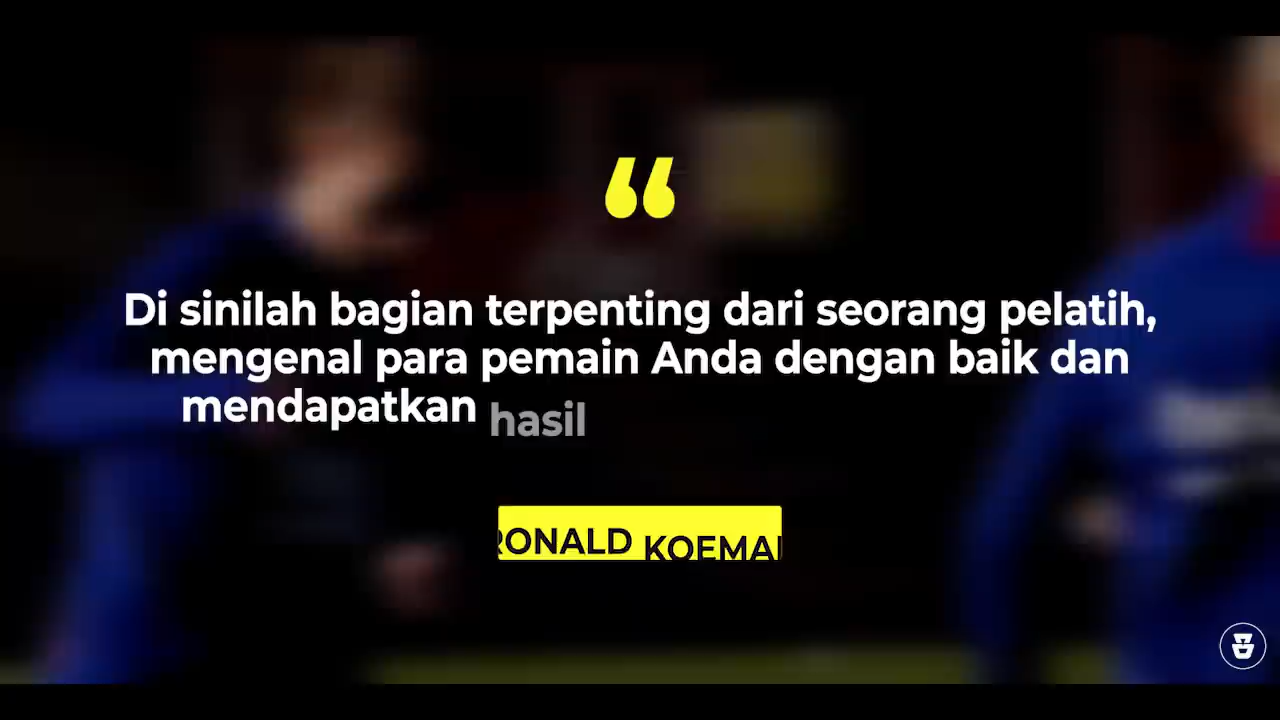 “
Di sinilah bagian terpenting dari seorang pelatih,
mengenal para pemain Anda dengan baik dan
mendapatkan hasil
RONALD KOEMAN